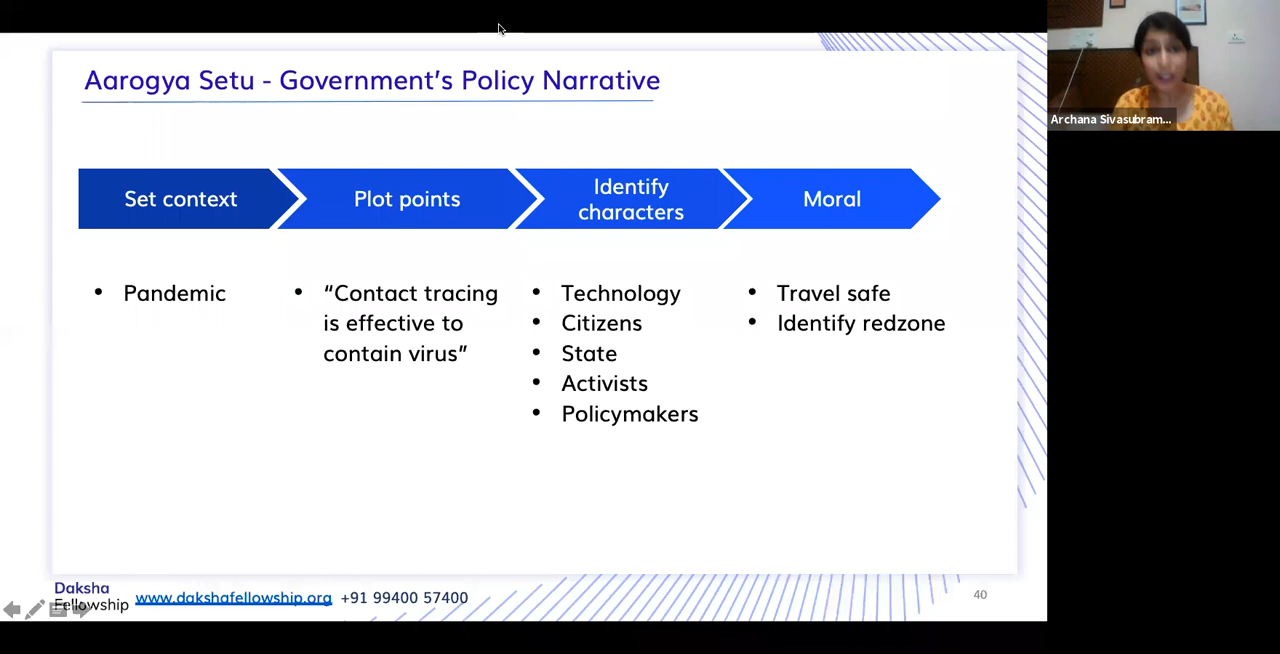 Aarogya Setu - Government's Policy Narrative
Set context
Plot points
Identify
characters
Moral
• Pandemic
• “Contact tracing
is effective to
contain virus”
• Technology
• Citizens
• State
• Activists
• Policymakers
• Travel safe
• Identify redzone
Daksha
Fellowship
www.dakshafellowship.org +91 99400 57400
40
Archana Sivasubram...